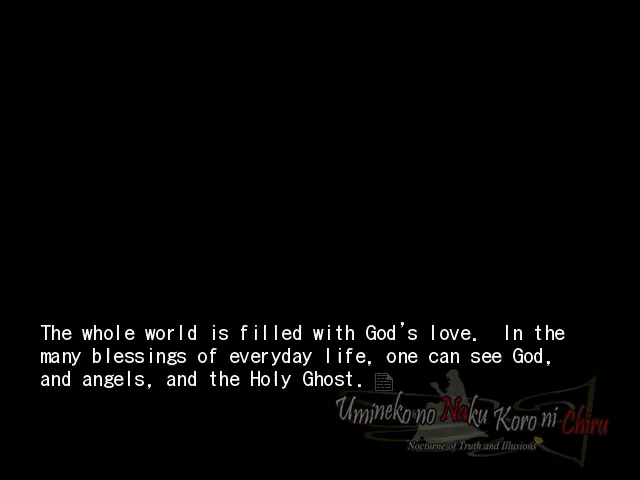 The whole world is filled with God's love.  In the
many blessings of everyday life, one can see God,
and angels, and the Holy Ghost.
Umineko no Naku Koro ni Chiru
Nocturne of Truth and Illusions